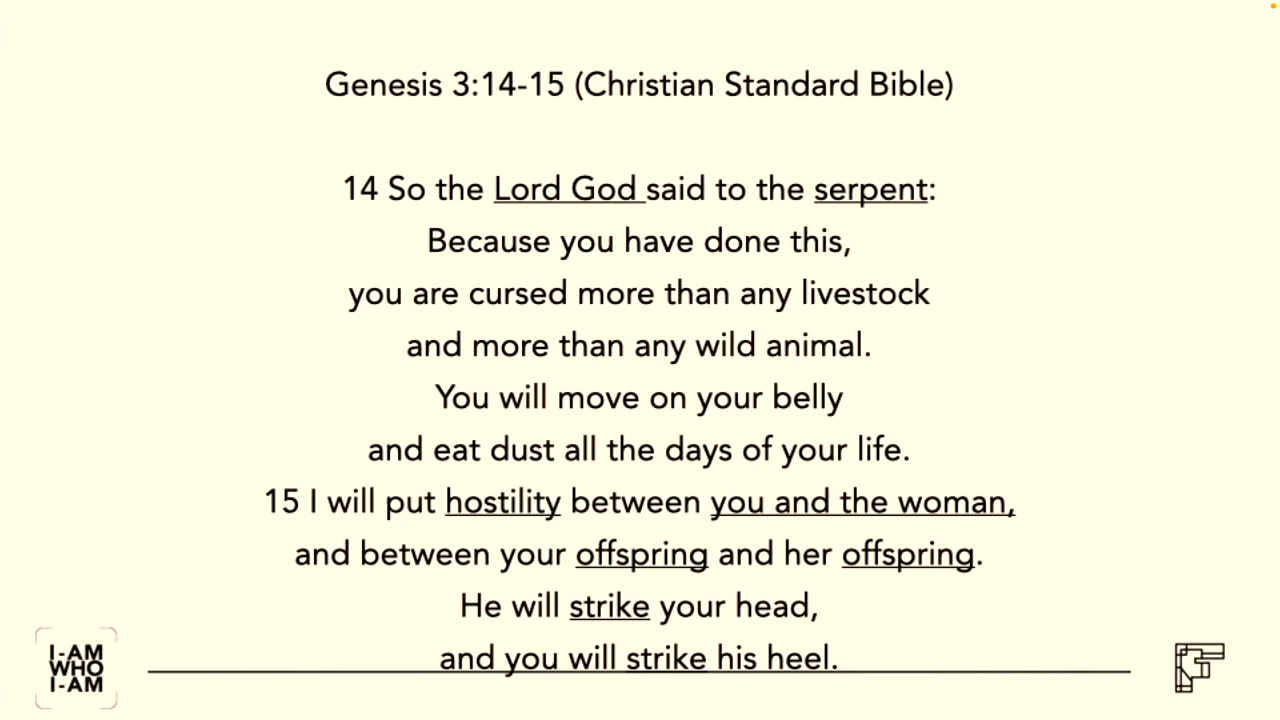 Genesis 3:14-15 (Christian Standard Bible)
14 So the Lord God said to the serpent:
Because you have done this,
you are cursed more than any livestock
and more than any wild animal.
You will move on your belly
and eat dust all the days of your life.
15 I will put hostility between you and the woman,
and between your offspring and her offspring.
He will strike your head,
and you will strike his heel.
I-AM
WHO
I-AM